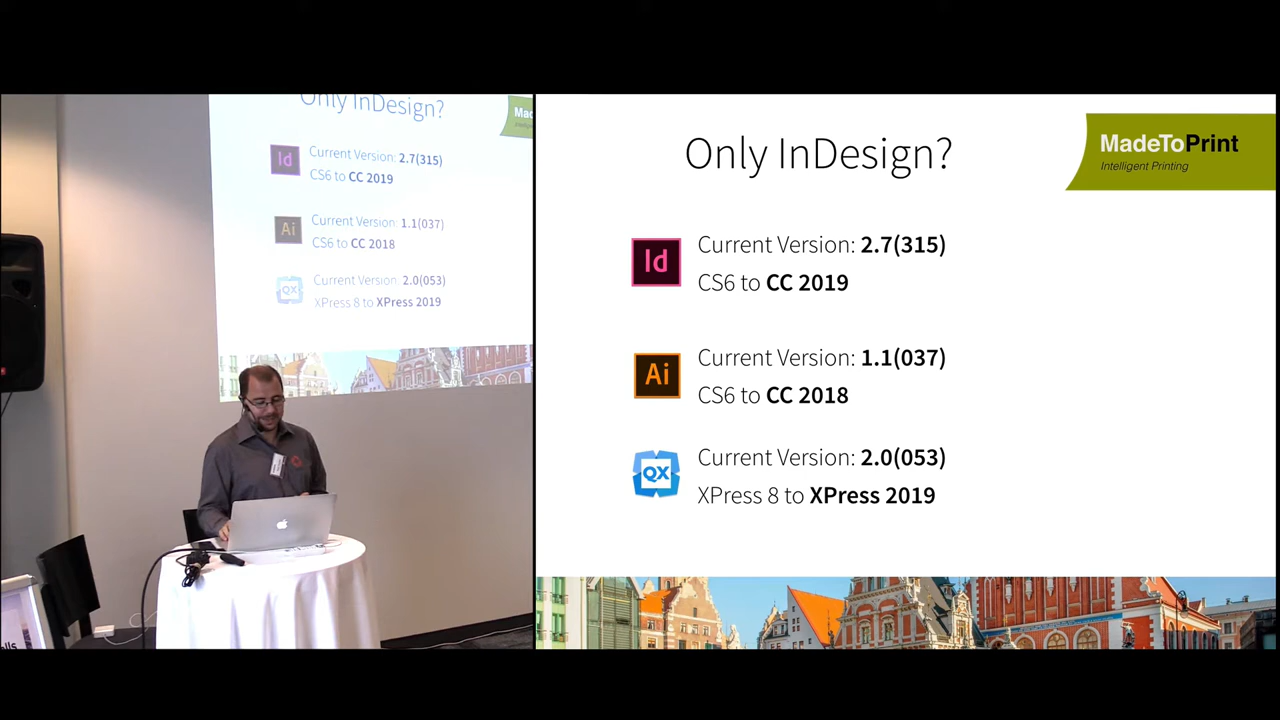 Only InDesign?
Id
Current Version: 2.7(315)
CS6 to CC 2019
Ai
Current Version: 1.1(037)
CS6 to CC 2018
QX
Current Version: 2.0(053)
XPress 8 to XPress 2019
Only InDesign?
MadeToPrint
Intelligent Printing
Id
Current Version: 2.7(315)
CS6 to CC 2019
Ai
Current Version: 1.1(037)
CS6 to CC 2018
QX
Current Version: 2.0(053)
XPress 8 to XPress 2019